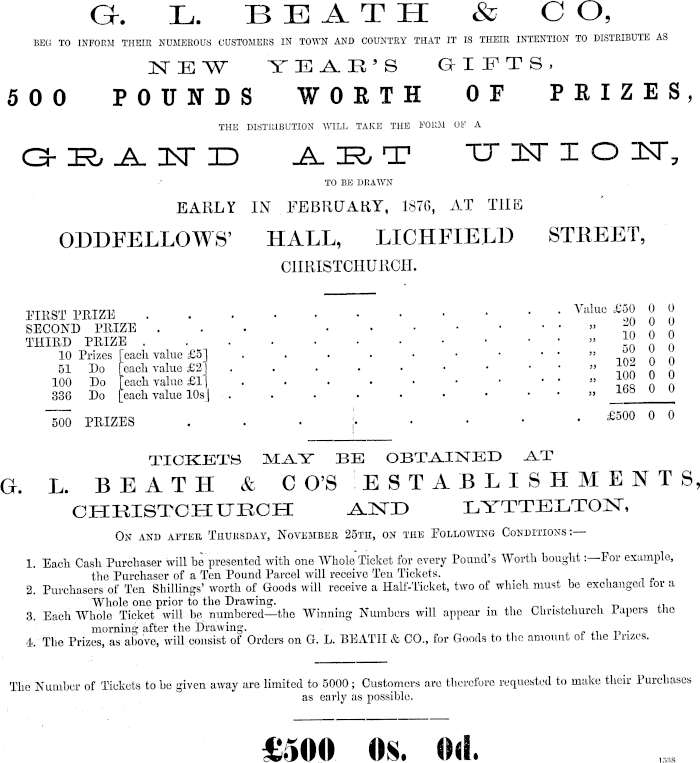 G. L. BEATH & CO,
BEG TO INFORM THEIR NUMEROUS CUSTOMERS IN TOWN AND COUNTRY THAT IT IS THEIR INTENTION TO DISTRIBUTE AS
NEW YEAR'S GIFTS,
500 POUNDS WORTH OF PRIZES,
THE DISTRIBUTION WILL TAKE THE FORM OF A
GRAND ART UNION,
TO BE DRAWN
EARLY IN FEBRUARY, 1876, AT THE
ODDFELLOWS' HALL, LICHFIELD STREET,
CHRISTCHURCH.
FIRST PRIZE . . . . . . . . . . . Value £50 0 0
SECOND PRIZE . . . . . . . . . . . „ 20 0 0
THIRD PRIZE . . . . . . . . . . . „ 10 0 0
10 Prizes [each value £5] . . . . . . . . . „ 50 0 0
51 Do [each value £2] . . . . . . . . . „ 102 0 0
100 Do [each value £1] . . . . . . . . . „ 100 0 0
336 Do [each value 10s] . . . . . . . . . „ 168 0 0
500 PRIZES . . . . . . . . £500 0 0
TICKETS MAY BE OBTAINED AT
G. L. BEATH & CO'S ESTABLISHMENTS,
CHRISTCHURCH AND LYTTELTON,
ON AND AFTER THURSDAY, NOVEMBER 25TH, ON THE FOLLOWING CONDITIONS:—
1. Each Cash Purchaser will be presented with one Whole Ticket for every Pound's Worth bought:—For example,
the Purchaser of a Ten Pound Parcel will receive Ten Tickets.
2. Purchasers of Ten Shillings' worth of Goods will receive a Half-Ticket, two of which must be exchanged for a
Whole one prior to the Drawing.
3. Each Whole Ticket will be numbered—the Winning Numbers will appear in the Christchurch Papers the
morning after the Drawing.
4. The Prizes, as above, will consist of Orders on G. L. BEATH & CO., for Goods to the amount of the Prizes.
The Number of Tickets to be given away are limited to 5000; Customers are therefore requested to make their Purchases
as early as possible.
£500 0s. 0d.
1338